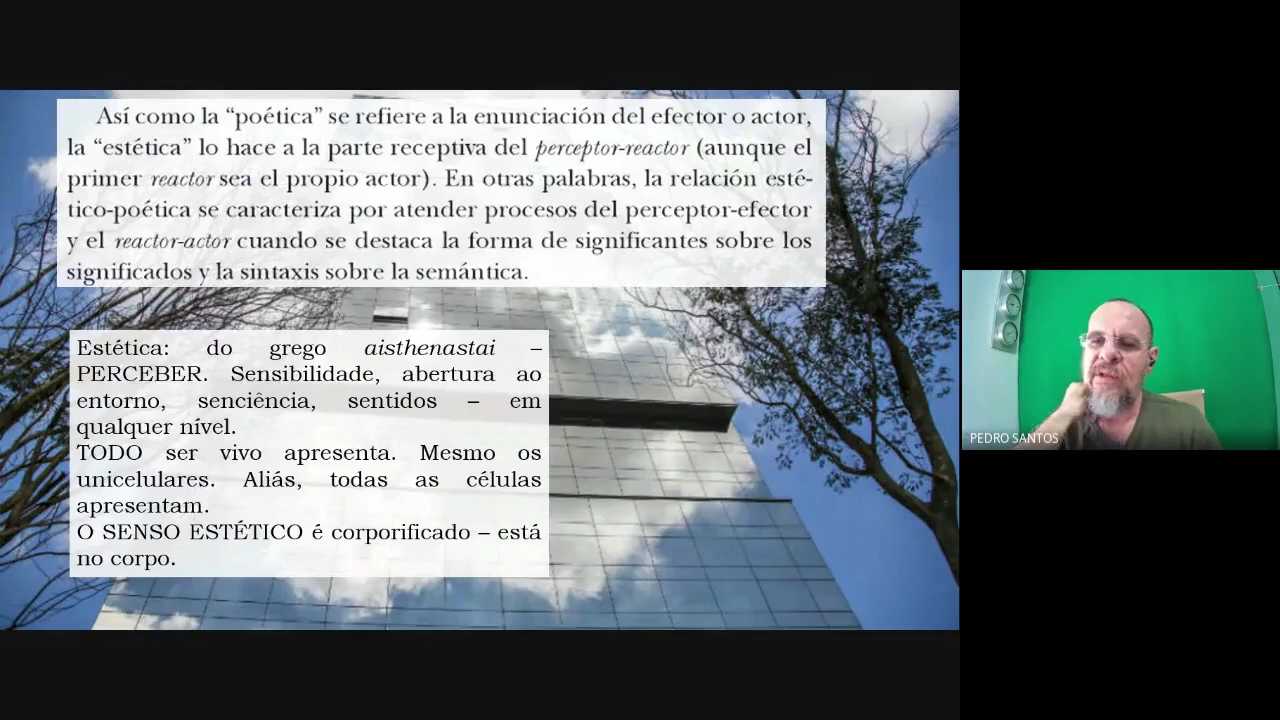 Así como la “poética” se refiere a la enunciación del efector o actor,
la “estética” lo hace a la parte receptiva del perceptor-reactor (aunque el
primer reactor sea el propio actor). En otras palabras, la relación esté-
tico-poética se caracteriza por atender procesos del perceptor-efector
y el reactor-actor cuando se destaca la forma de significantes sobre los
significados y la sintaxis sobre la semántica.
Estética: do grego aisthenastai –
PERCEBER. Sensibilidade, abertura ao
entorno, senciência, sentidos – em
qualquer nível.
TODO ser vivo apresenta. Mesmo os
unicelulares. Aliás, todas as células
apresentam.
O SENSO ESTÉTICO é corporificado – está
no corpo.
PEDRO SANTOS